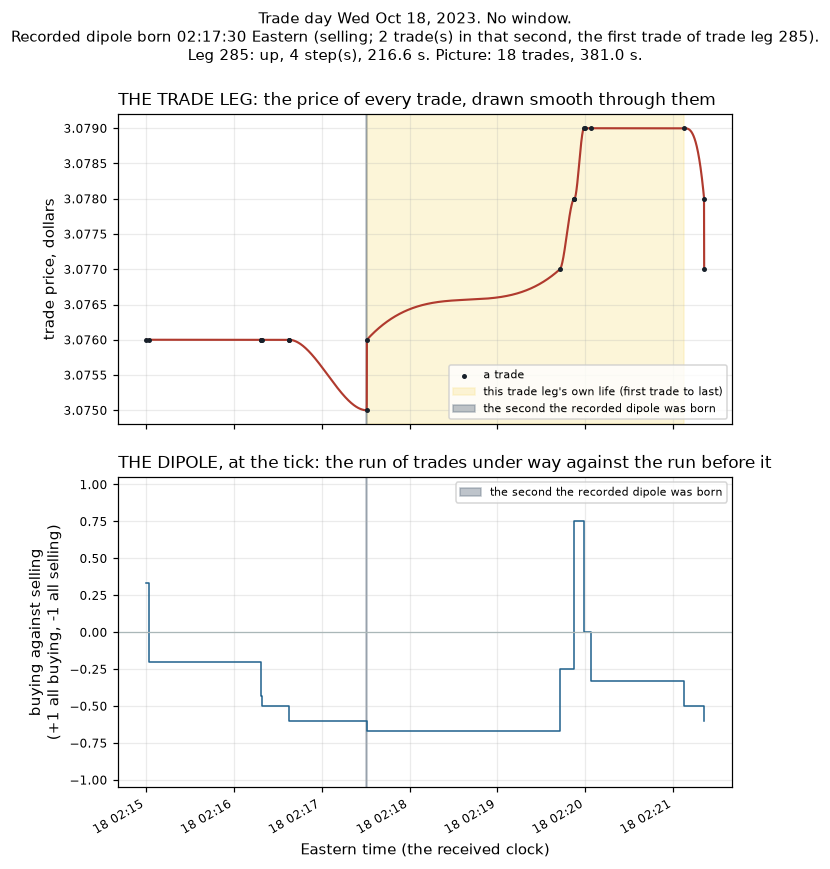 Trade day Wed Oct 18, 2023. No window.
Recorded dipole born 02:17:30 Eastern (selling; 2 trade(s) in that second, the first trade of trade leg 285).
Leg 285: up, 4 step(s), 216.6 s. Picture: 18 trades, 381.0 s.
THE TRADE LEG: the price of every trade, drawn smooth through them
trade price, dollars
3.0790
3.0785
3.0780
3.0775
3.0770
3.0765
3.0760
3.0755
3.0750
a trade
this trade leg's own life (first trade to last)
the second the recorded dipole was born
THE DIPOLE, at the tick: the run of trades under way against the run before it
buying against selling
(+1 all buying, -1 all selling)
1.00
0.75
0.50
0.25
0.00
−0.25
−0.50
−0.75
−1.00
the second the recorded dipole was born
18 02:15
18 02:16
18 02:17
18 02:18
18 02:19
18 02:20
18 02:21
Eastern time (the received clock)